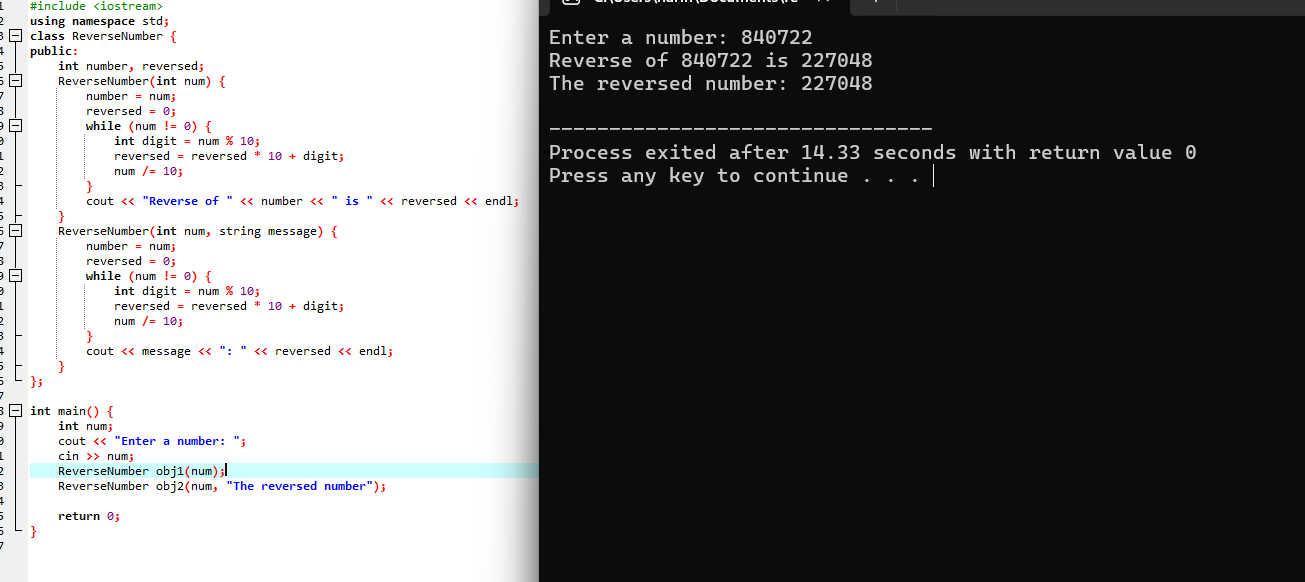 #include <iostream>
using namespace std;
class ReverseNumber {
public:
    int number, reversed;
    ReverseNumber(int num) {
        number = num;
        reversed = 0;
        while (num != 0) {
            int digit = num % 10;
            reversed = reversed * 10 + digit;
            num /= 10;
        }
        cout << "Reverse of " << number << " is " << reversed << endl;
    }
    ReverseNumber(int num, string message) {
        number = num;
        reversed = 0;
        while (num != 0) {
            int digit = num % 10;
            reversed = reversed * 10 + digit;
            num /= 10;
        }
        cout << message << ": " << reversed << endl;
    }
};

int main() {
    int num;
    cout << "Enter a number: ";
    cin >> num;
    ReverseNumber obj1(num);
    ReverseNumber obj2(num, "The reversed number");

    return 0;
}
Enter a number: 840722
Reverse of 840722 is 227048
The reversed number: 227048

--------------------------------
Process exited after 14.33 seconds with return value 0
Press any key to continue . . .